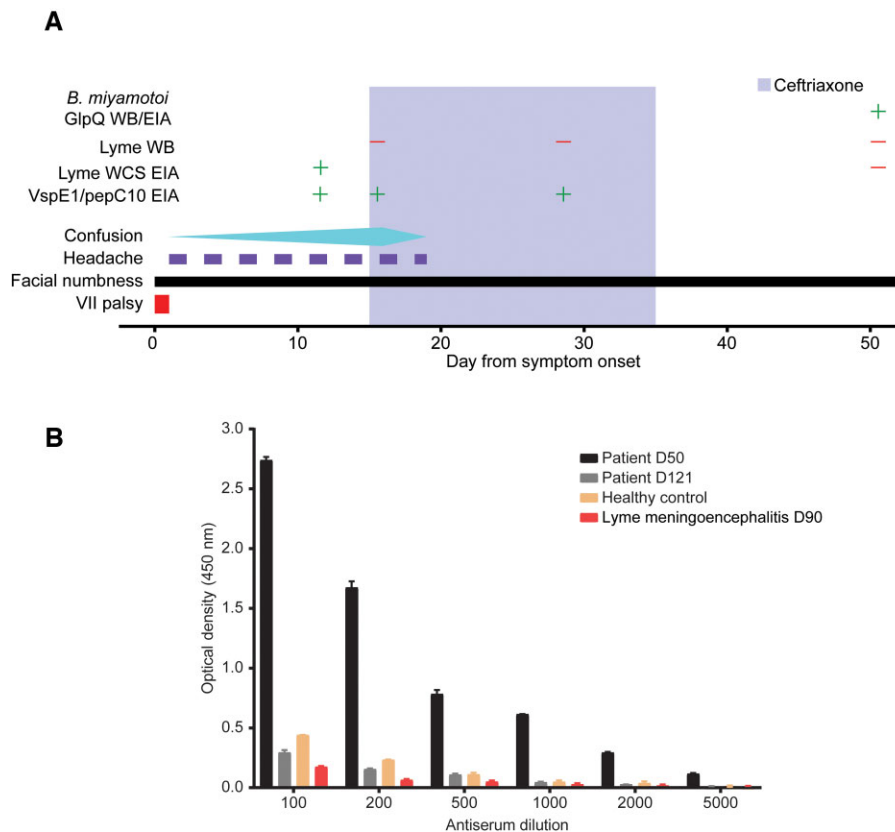 A
B. miyamotoi
GlpQ WB/EIA
Lyme WB
Lyme WCS EIA
VspE1/pepC10 EIA
Confusion
Headache
Facial numbness
VII palsy
Ceftriaxone
0 10 20 30 40 50
Day from symptom onset
B
3.0
2.5
2.0
1.5
1.0
0.5
0.0
Optical density (450 nm)
Patient D50
Patient D121
Healthy control
Lyme meningoencephalitis D90
100 200 500 1000 2000 5000
Antiserum dilution